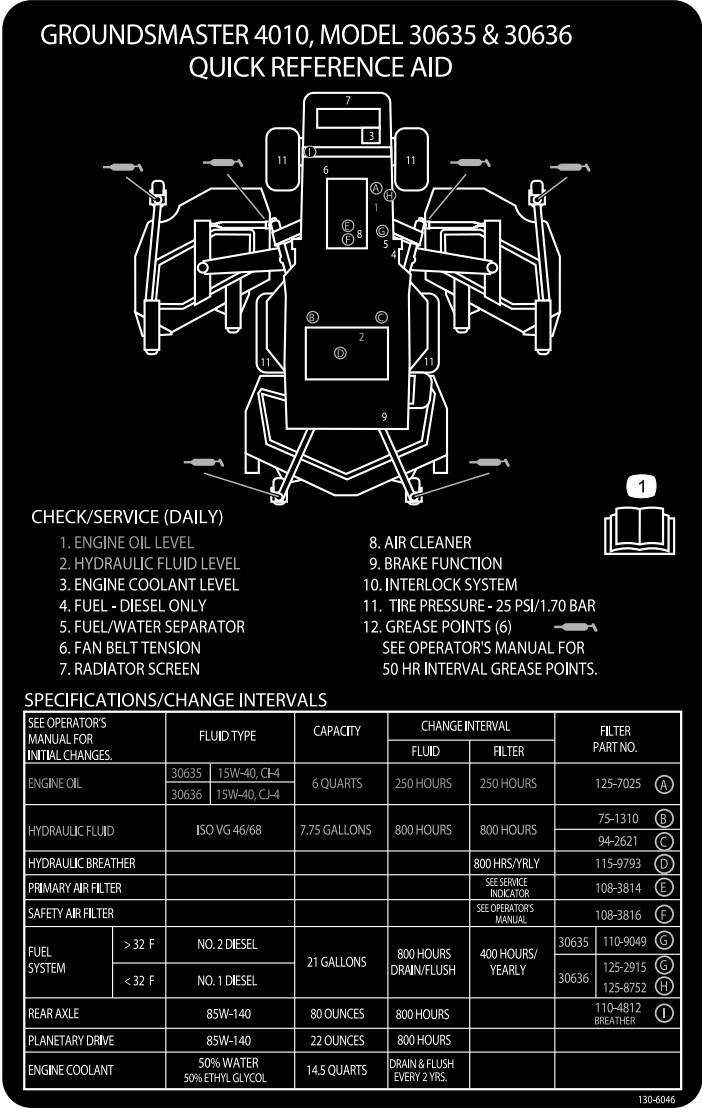 GROUNDSMASTER 4010, MODEL 30635 & 30636
QUICK REFERENCE AID
7
3
11
I
11
6
A
H
1
E
8
G
F
5
4
B
C
2
D
11
11
9
1
CHECK/SERVICE (DAILY)
1. ENGINE OIL LEVEL
2. HYDRAULIC FLUID LEVEL
3. ENGINE COOLANT LEVEL
4. FUEL - DIESEL ONLY
5. FUEL/WATER SEPARATOR
6. FAN BELT TENSION
7. RADIATOR SCREEN
8. AIR CLEANER
9. BRAKE FUNCTION
10. INTERLOCK SYSTEM
11. TIRE PRESSURE - 25 PSI/1.70 BAR
12. GREASE POINTS (6)
SEE OPERATOR'S MANUAL FOR
50 HR INTERVAL GREASE POINTS.
SPECIFICATIONS/CHANGE INTERVALS
SEE OPERATOR'S
MANUAL FOR
INITIAL CHANGES.
FLUID TYPE
CAPACITY
CHANGE INTERVAL
FLUID
FILTER
FILTER
PART NO.
ENGINE OIL
30635 15W-40, CI-4
30636 15W-40, CJ-4
6 QUARTS
250 HOURS
250 HOURS
125-7025 A
HYDRAULIC FLUID
ISO VG 46/68
7.75 GALLONS
800 HOURS
800 HOURS
75-1310 B
94-2621 C
HYDRAULIC BREATHER
800 HRS/YRLY
115-9793 D
PRIMARY AIR FILTER
SEE SERVICE
INDICATOR
108-3814 E
SAFETY AIR FILTER
SEE OPERATOR'S
MANUAL
108-3816 F
FUEL
SYSTEM
> 32 F
NO. 2 DIESEL
< 32 F
NO. 1 DIESEL
21 GALLONS
800 HOURS
DRAIN/FLUSH
400 HOURS/
YEARLY
30635 110-9049 G
30636
125-2915 G
125-8752 H
REAR AXLE
85W-140
80 OUNCES
800 HOURS
110-4812
BREATHER
I
PLANETARY DRIVE
85W-140
22 OUNCES
800 HOURS
ENGINE COOLANT
50% WATER
50% ETHYL GLYCOL
14.5 QUARTS
DRAIN & FLUSH
EVERY 2 YRS.
130-6046